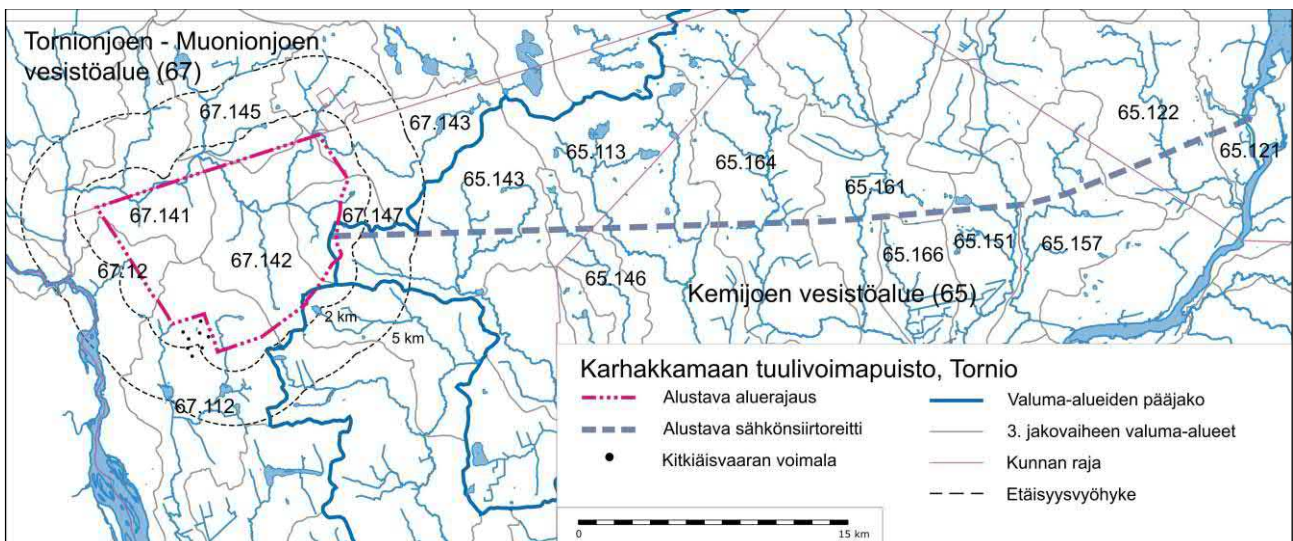 Tornionjoen - Muonionjoen
vesistöalue (67)
67.145
67.143
65.122
65.113
65.121
65.164
65.143
65.161
67.141
67.147
67.12
67.142
65.166
65.151
65.157
65.146
Kemijoen vesistöalue (65)
2 km
5 km
67.112
Karhakkamaan tuulivoimapuisto, Tornio
Alustava aluerajaus
Alustava sähkönsiirtoreitti
Kitkiäisvaaran voimala
Valuma-alueiden pääjako
3. jakovaiheen valuma-alueet
Kunnan raja
Etäisyysvyöhyke
0 15 km